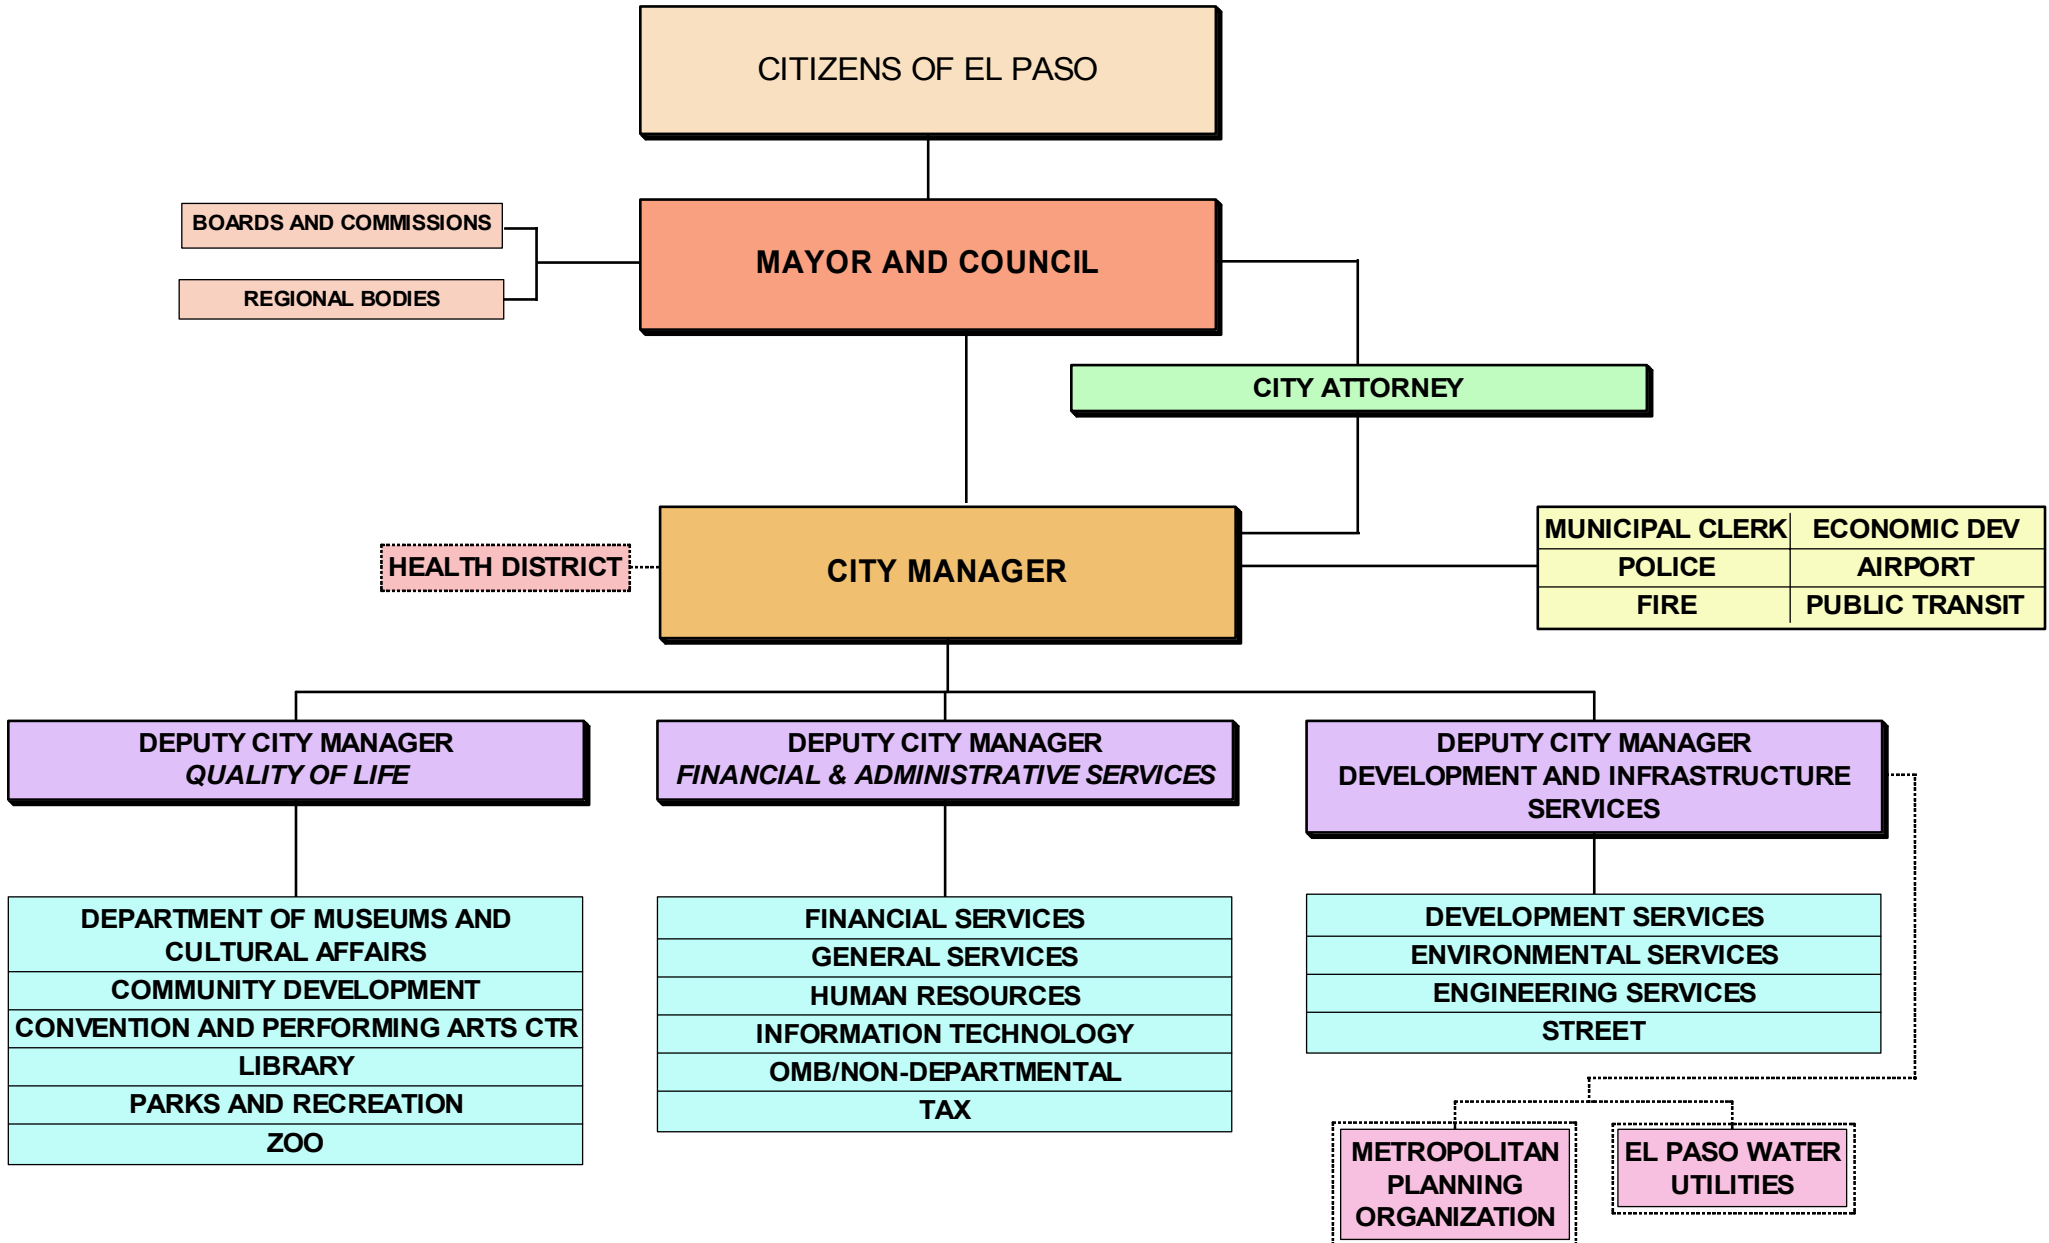 CITIZENS OF EL PASO
BOARDS AND COMMISSIONS
REGIONAL BODIES
MAYOR AND COUNCIL
CITY ATTORNEY
HEALTH DISTRICT
CITY MANAGER
MUNICIPAL CLERK
ECONOMIC DEV
POLICE
AIRPORT
FIRE
PUBLIC TRANSIT
DEPUTY CITY MANAGER
QUALITY OF LIFE
DEPARTMENT OF MUSEUMS AND
CULTURAL AFFAIRS
COMMUNITY DEVELOPMENT
CONVENTION AND PERFORMING ARTS CTR
LIBRARY
PARKS AND RECREATION
ZOO
DEPUTY CITY MANAGER
FINANCIAL & ADMINISTRATIVE SERVICES
FINANCIAL SERVICES
GENERAL SERVICES
HUMAN RESOURCES
INFORMATION TECHNOLOGY
OMB/NON-DEPARTMENTAL
TAX
DEPUTY CITY MANAGER
DEVELOPMENT AND INFRASTRUCTURE
SERVICES
DEVELOPMENT SERVICES
ENVIRONMENTAL SERVICES
ENGINEERING SERVICES
STREET
METROPOLITAN
PLANNING
ORGANIZATION
EL PASO WATER
UTILITIES